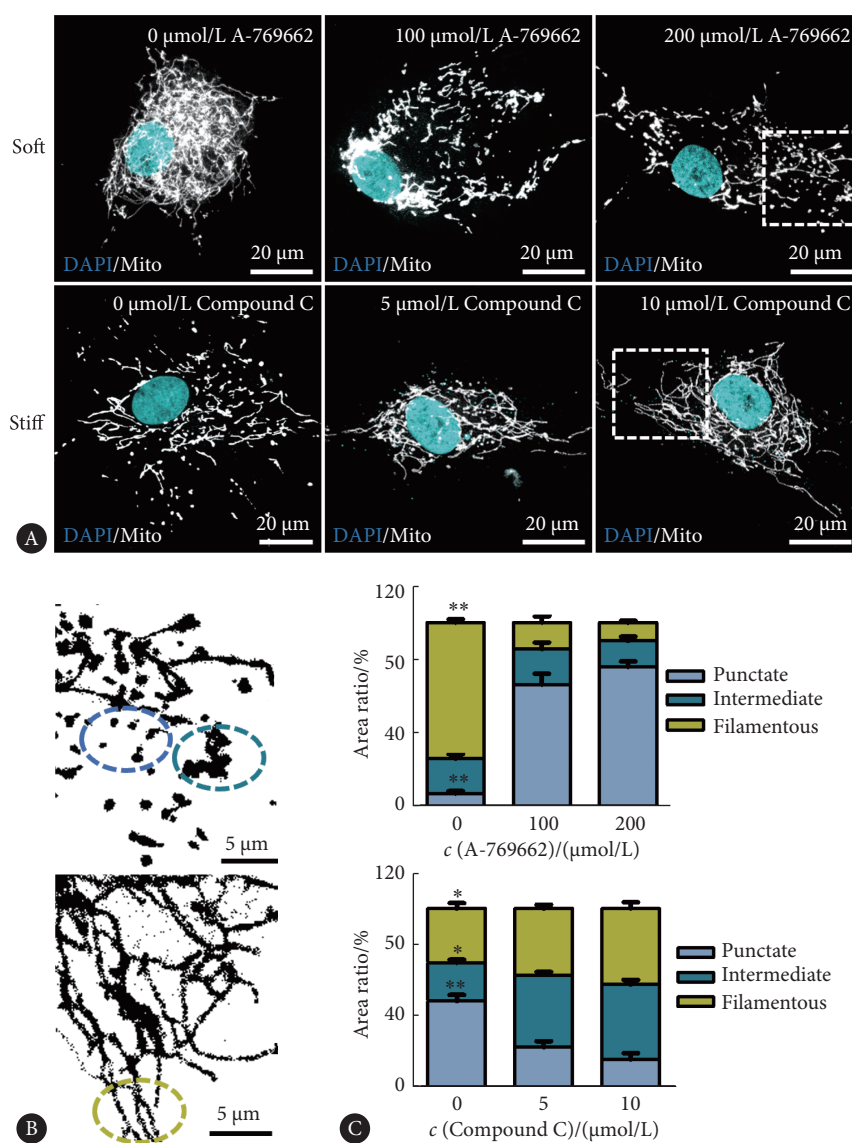 0 μmol/L A-769662
100 μmol/L A-769662
200 μmol/L A-769662
Soft
DAPI/Mito
20 μm
DAPI/Mito
20 μm
DAPI/Mito
20 μm
0 μmol/L Compound C
5 μmol/L Compound C
10 μmol/L Compound C
Stiff
DAPI/Mito
20 μm
DAPI/Mito
20 μm
DAPI/Mito
20 μm
A
5 μm
5 μm
B
120
50
40
0
Area ratio/%
**
**
Punctate
Intermediate
Filamentous
0
100
200
c (A-769662)/(μmol/L)
120
50
40
0
Area ratio/%
*
*
**
Punctate
Intermediate
Filamentous
0
5
10
c (Compound C)/(μmol/L)
C